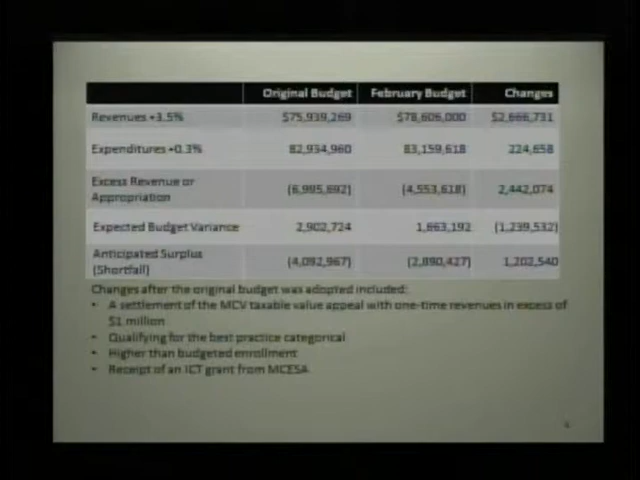 Original Budget February Budget Changes
Revenues +3.5% $75,939,269 $78,606,000 $2,666,731
Expenditures +0.3% 82,934,960 83,159,618 224,658
Excess Revenue or
Appropriation (6,995,692) (4,553,618) 2,442,074
Expected Budget Variance 2,902,724 1,663,192 (1,239,532)
Anticipated Surplus
(Shortfall) (4,092,967) (2,890,427) 1,202,540
Changes after the original budget was adopted included:
• A settlement of the MCV taxable value appeal with one-time revenues in excess of
$1 million
• Qualifying for the best practice categorical
• Higher than budgeted enrollment
• Receipt of an ICT grant from MCESA